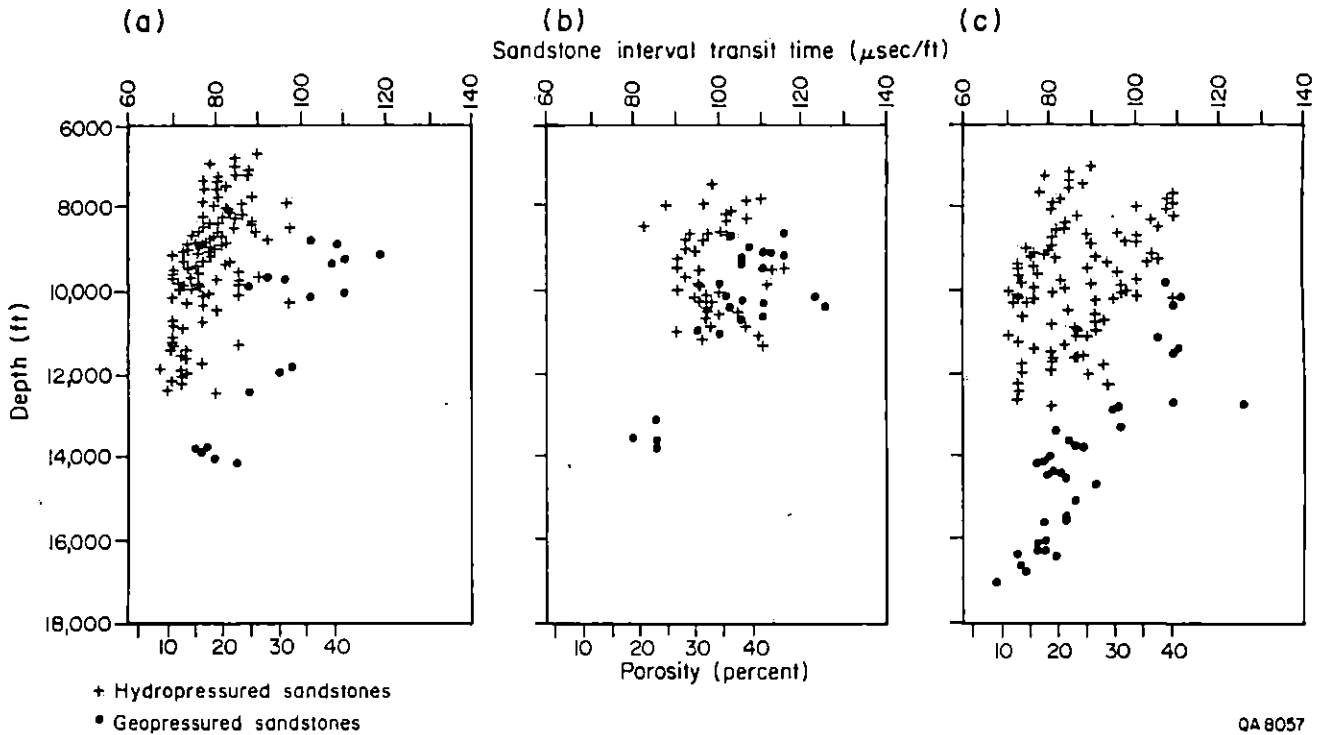 (a) (b) (c)
Sandstone interval transit time (μsec/ft)
60 80 100 120 60 80 100 120 140 60 80 100 120 140
6000
8000
10,000
12,000
14,000
16,000
18,000
Depth (ft)
10 20 30 40 10 20 30 40 10 20 30 40
Porosity (percent)
+ Hydropressured sandstones
• Geopressured sandstones
QA 8057